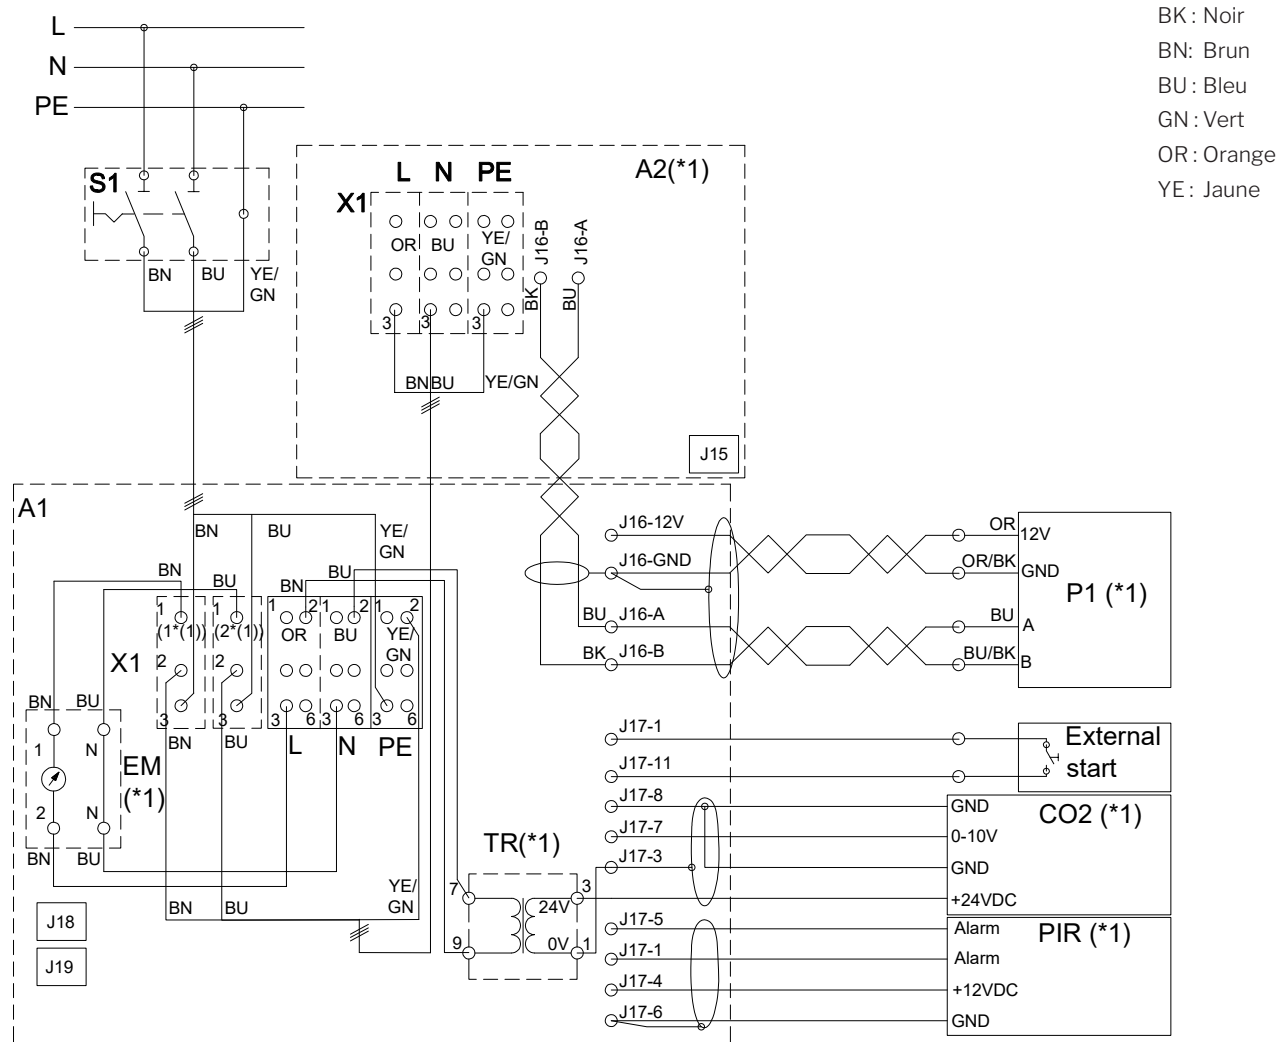 BK : Noir
BN: Brun
BU : Bleu
GN : Vert
OR : Orange
YE : Jaune
L
N
PE
S1
BN
BU
YE/
GN
A2(*1)
L N PE
X1
OR
BU
YE/
GN
3
3
3
BN
BU
YE/GN
J16-B
J16-A
BK
BU
J15
A1
BN
BU
YE/
GN
BN
BU
BN
BU
1
(1*(1))
1
(2*(1))
1
2
1
2
1
2
OR
BU
YE/
GN
X1
2
2
3
3
3
6
3
6
3
6
BN
BU
L
N
PE
BN
BU
1
N
EM
(*1)
2
N
BN
BU
BN
BU
YE/
GN
J18
J19
TR(*1)
7
3
24V
9
0V
1
J16-12V
OR
12V
J16-GND
OR/BK
GND
P1 (*1)
BU
J16-A
BU
A
BK
J16-B
BU/BK
B
J17-1
External
start
J17-11
J17-8
GND
CO2 (*1)
J17-7
0-10V
J17-3
GND
+24VDC
J17-5
Alarm
PIR (*1)
J17-1
Alarm
J17-4
+12VDC
J17-6
GND